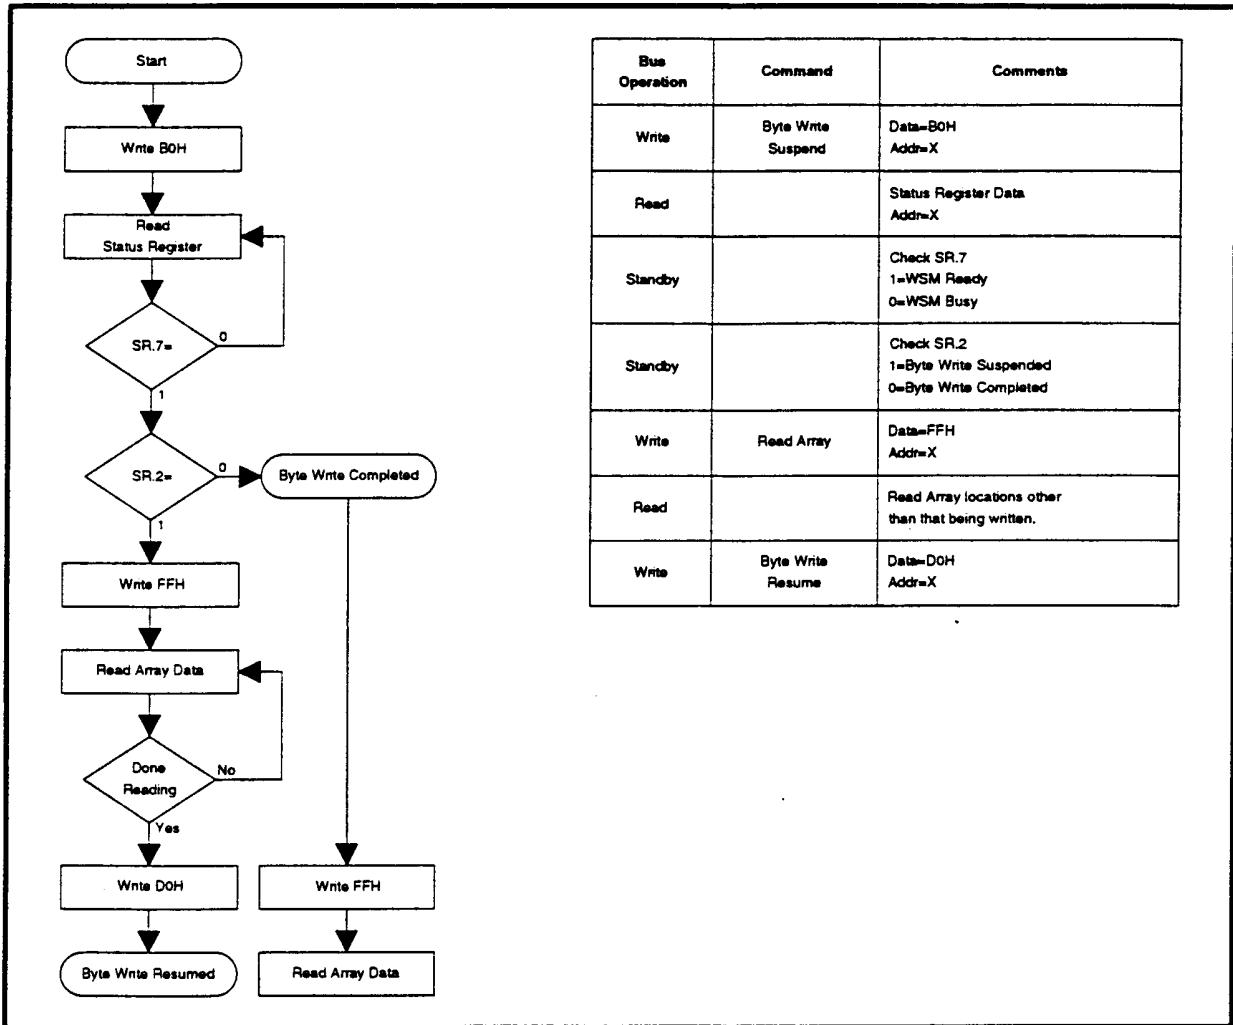 Start
Write B0H
Read
Status Register
SR.7=
0
1
SR.2=
0
Byte Write Completed
1
Write FFH
Read Array Data
Done
Reading
No
Yes
Write D0H
Write FFH
Byte Write Resumed
Read Array Data
Bus
Operation
Command
Comments
Write
Byte Write
Suspend
Data=B0H
Addr=X
Read
Status Register Data
Addr=X
Standby
Check SR.7
1=WSM Ready
0=WSM Busy
Standby
Check SR.2
1=Byte Write Suspended
0=Byte Write Completed
Write
Read Array
Data=FFH
Addr=X
Read
Read Array locations other
than that being written.
Write
Byte Write
Resume
Data=D0H
Addr=X